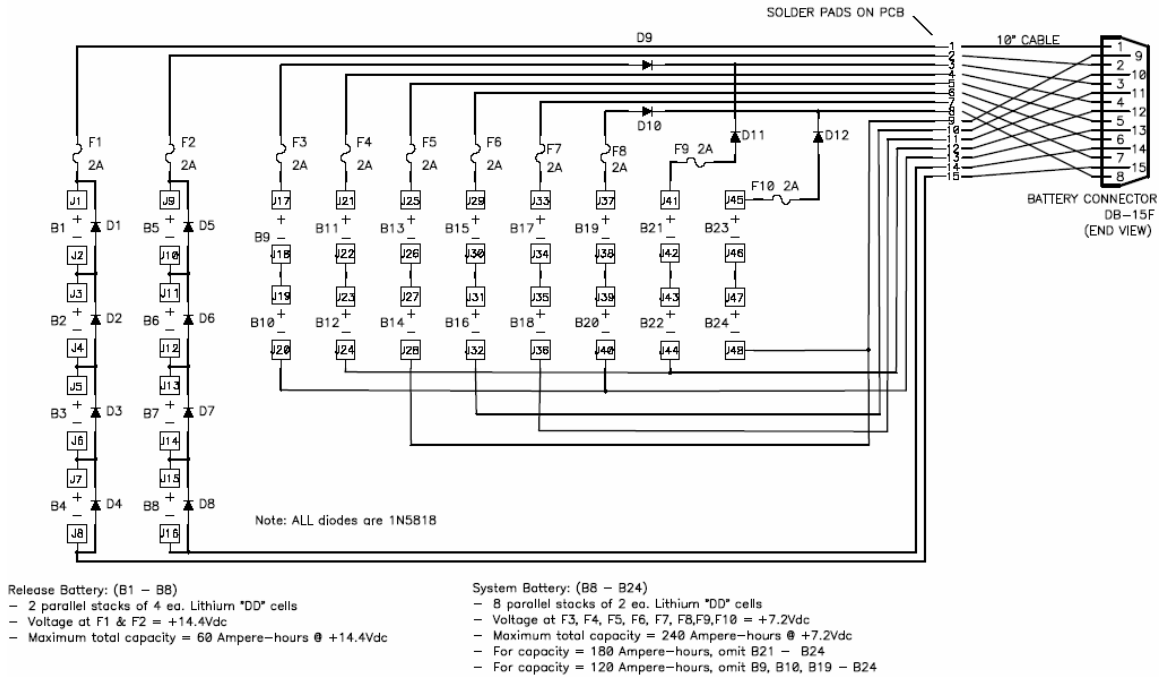 SOLDER PADS ON PCB
D9
10" CABLE
1
2
3
4
5
6
7
8
9
10
11
12
13
14
15
1
9
2
10
3
11
4
12
5
13
6
14
7
15
8
BATTERY CONNECTOR
DB-15F
(END VIEW)
D10
D11
D12
F1
2A
F2
2A
F3
2A
F4
2A
F5
2A
F6
2A
F7
2A
F8
2A
F9 2A
F10 2A
J1
+
B1
-
J2
D1
J3
+
B2
-
J4
D2
J5
+
B3
-
J6
D3
J7
+
B4
-
J8
D4
J9
+
B5
-
J10
D5
J11
+
B6
-
J12
D6
J13
+
B7
-
J14
D7
J15
+
B8
-
J16
D8
J17
+
B9
-
J18
J19
+
B10
-
J20
J21
+
B11
-
J22
J23
+
B12
-
J24
J25
+
B13
-
J26
J27
+
B14
-
J28
J29
+
B15
-
J30
J31
+
B16
-
J32
J33
+
B17
-
J34
J35
+
B18
-
J36
J37
+
B19
-
J38
J39
+
B20
-
J40
J41
+
B21
-
J42
J43
+
B22
-
J44
J45
+
B23
-
J46
J47
+
B24
-
J48
Note: ALL diodes are 1N5818
Release Battery: (B1 - B8)
- 2 parallel stacks of 4 ea. Lithium "DD" cells
- Voltage at F1 & F2 = +14.4Vdc
- Maximum total capacity = 60 Ampere-hours @ +14.4Vdc
System Battery: (B8 - B24)
- 8 parallel stacks of 2 ea. Lithium "DD" cells
- Voltage at F3, F4, F5, F6, F7, F8,F9,F10 = +7.2Vdc
- Maximum total capacity = 240 Ampere-hours @ +7.2Vdc
- For capacity = 180 Ampere-hours, omit B21 - B24
- For capacity = 120 Ampere-hours, omit B9, B10, B19 - B24